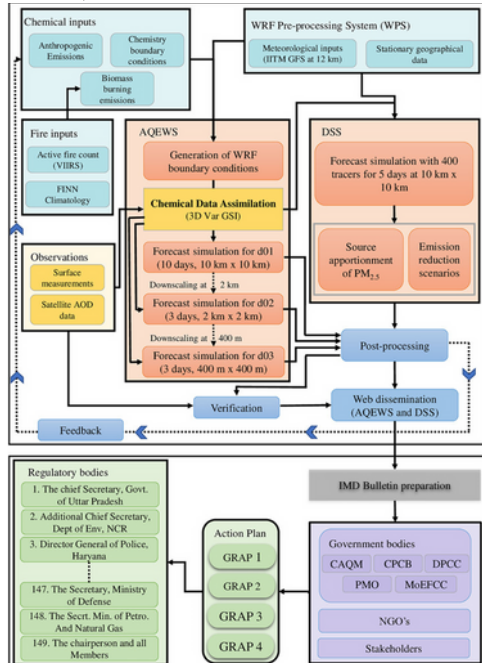 Chemical inputs
Anthropogenic
Emissions
Chemistry
boundary
conditions
Biomass
burning
emissions
WRF Pre-processing System (WPS)
Meteorological inputs
(IITM GFS at 12 km)
Stationary geographical
data
Fire inputs
Active fire count
(VIIRS)
FINN
Climatology
Observations
Surface
measurements
Satellite AOD
data
AQEWS
Generation of WRF
boundary conditions
Chemical Data Assimilation
(3D Var GSI)
Forecast simulation for d01
(10 days, 10 km x 10 km)
Downscaling at 2 km
Forecast simulation for d02
(3 days, 2 km x 2 km)
Downscaling at 400 m
Forecast simulation for d03
(3 days, 400 m x 400 m)
DSS
Forecast simulation with 400
tracers for 5 days at 10 km x
10 km
Source
apportionment
of PM2.5
Emission
reduction
scenarios
Post-processing
Verification
Web dissemination
(AQEWS and DSS)
Feedback
IMD Bulletin preparation
Regulatory bodies
1. The chief Secretary, Govt.
of Uttar Pradesh
2. Additional Chief Secretary,
Dept of Env, NCR
3. Director General of Police,
Haryana
147. The Secretary, Ministry
of Defense
148. The Secrt. Min. of Petro.
And Natural Gas
149. The chairperson and all
Members
Action Plan
GRAP 1
GRAP 2
GRAP 3
GRAP 4
Government bodies
CAQM CPCB DPCC
PMO MoEFCC
NGO's
Stakeholders